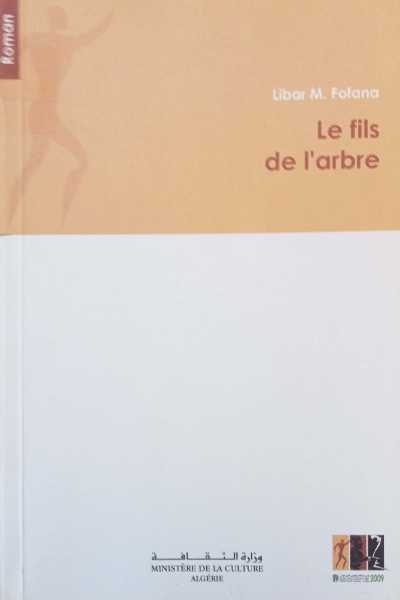 Roman
Libar M. Fofana
Le fils
de l'arbre
وزارة الثقافة
MINISTÈRE DE LA CULTURE
ALGÉRIE
2009